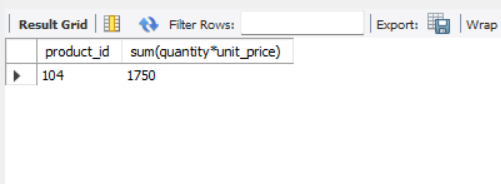 Result Grid Filter Rows: Export: Wrap
product_id sum(quantity*unit_price)
104 1750